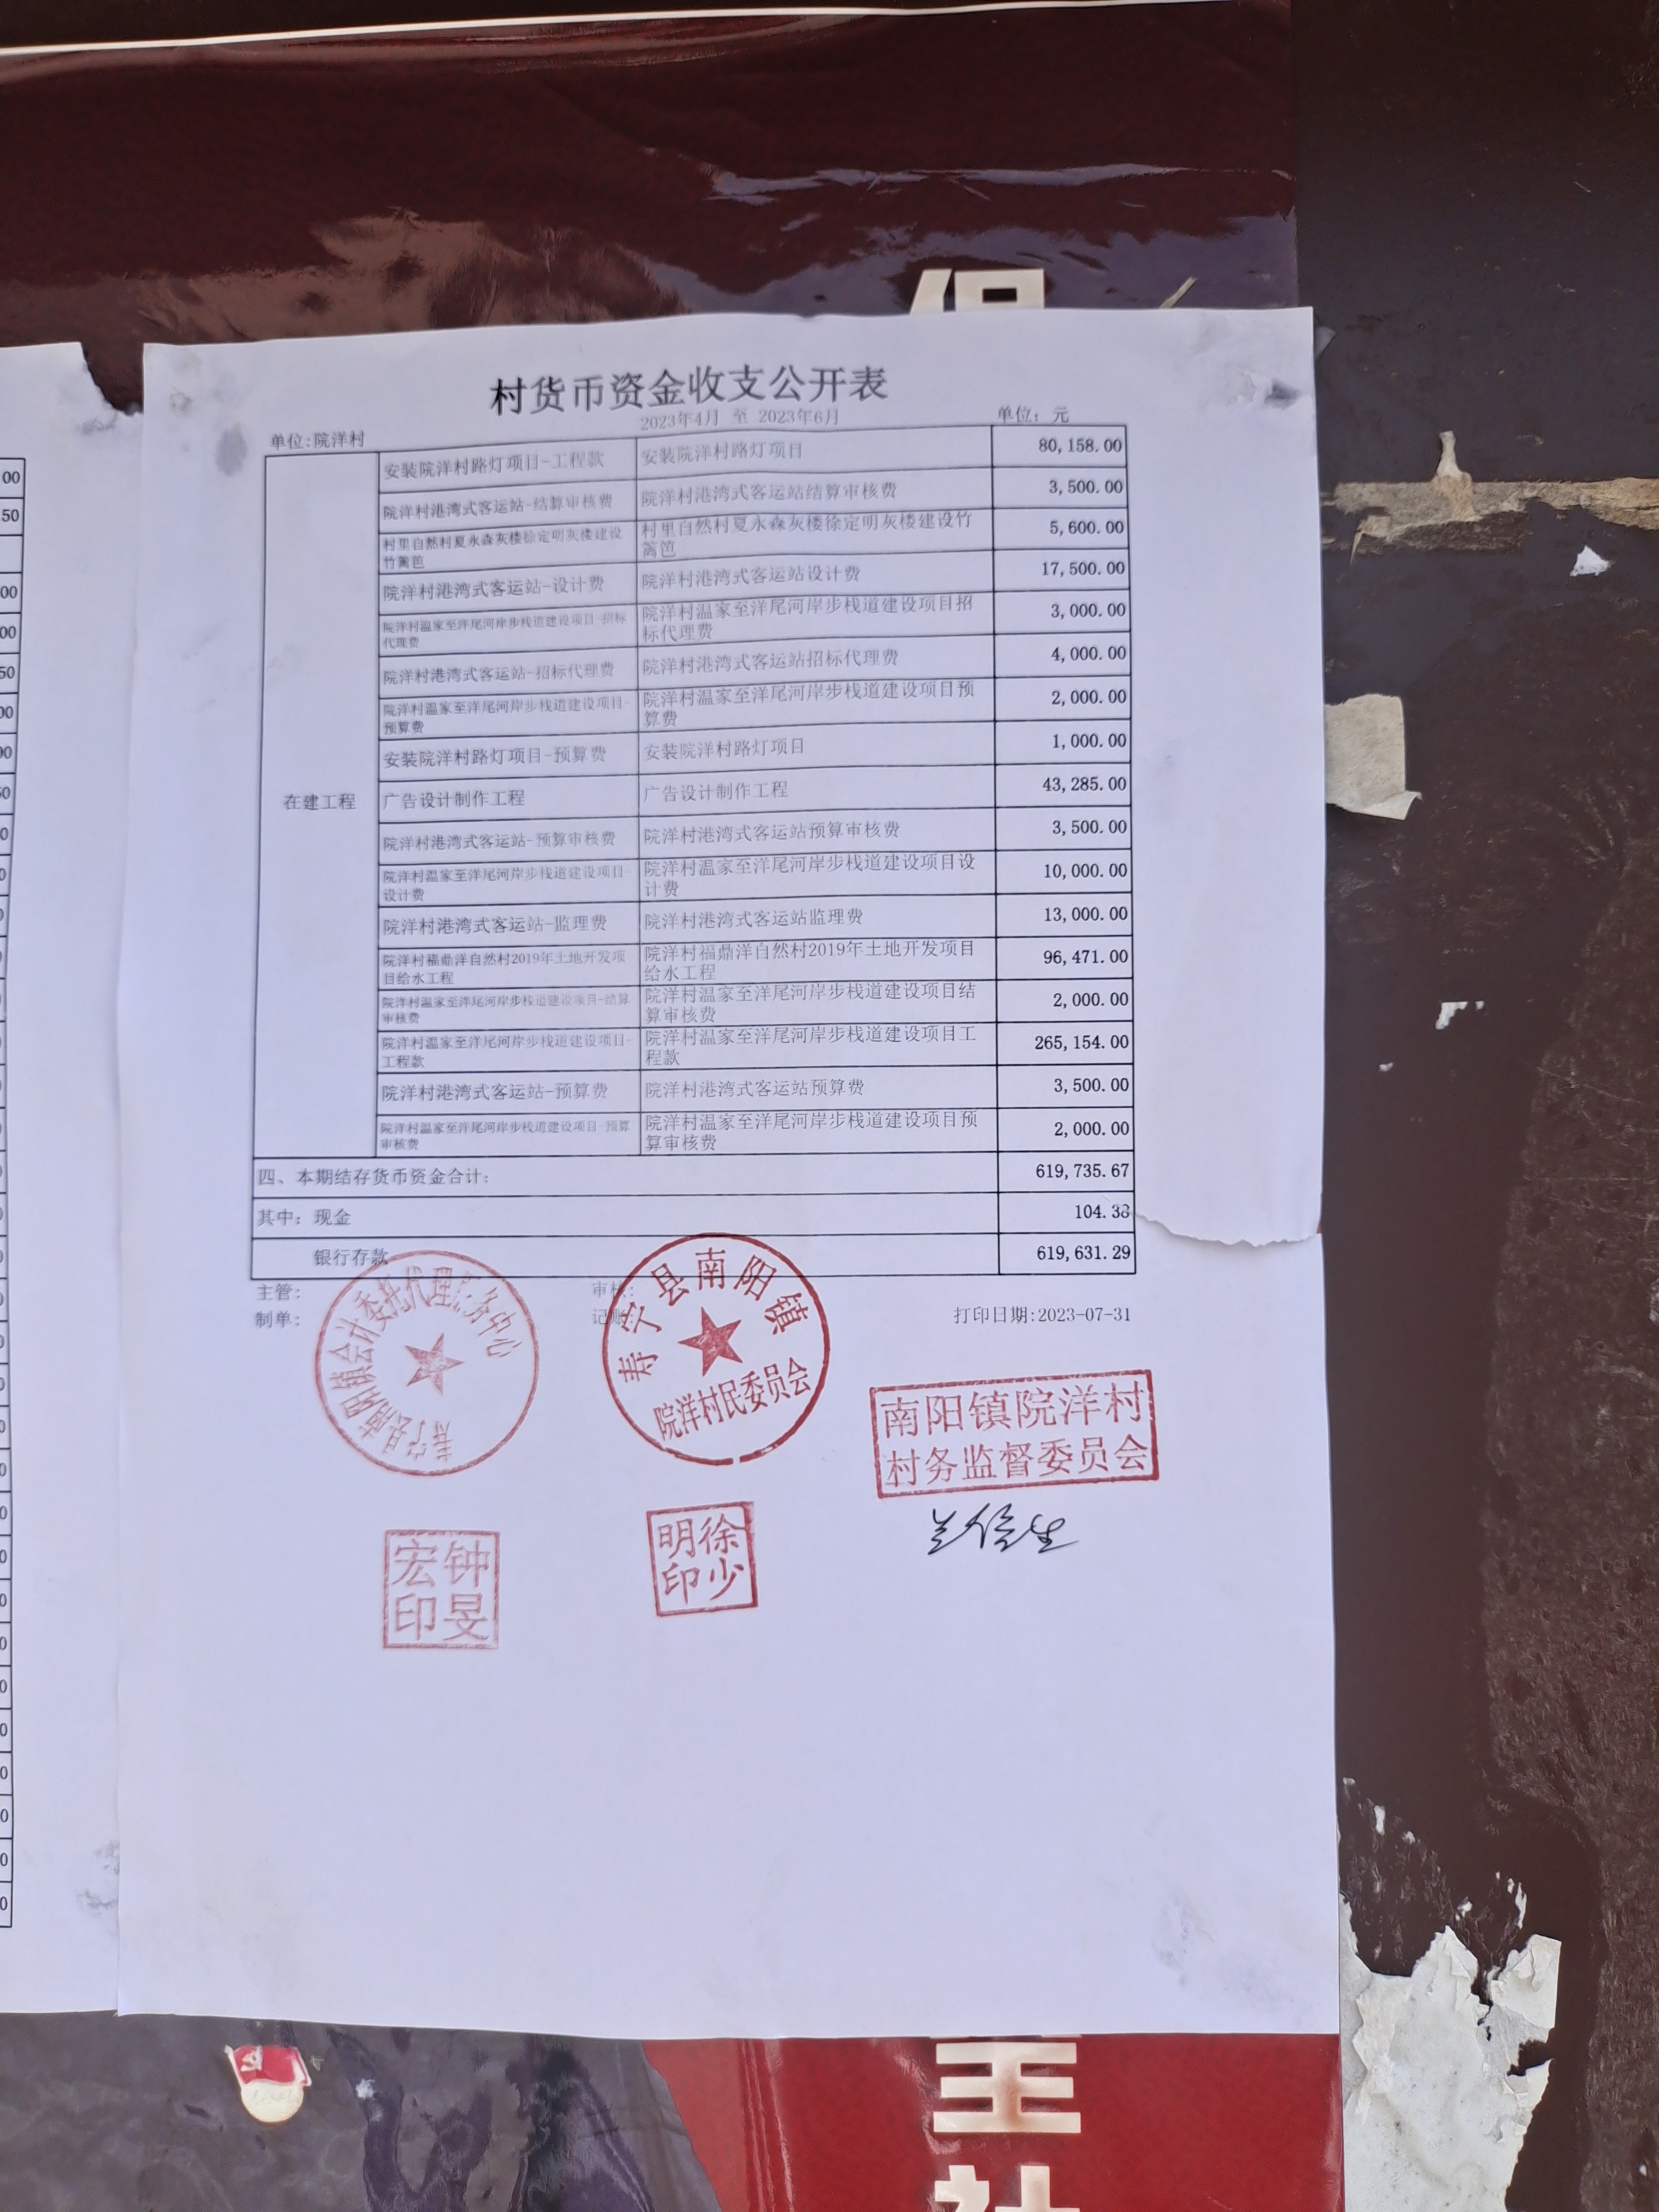 村货币资金收支公开表
2023年4月 至 2023年6月
单位:院洋村
单位: 元
在建工程
安装院洋村路灯项目-工程款 安装院洋村路灯项目 80,158.00
院洋村港湾式客运站-结算审核费 院洋村港湾式客运站结算审核费 3,500.00
村里自然村夏永森灰楼徐定明灰楼建设 村里自然村夏永森灰楼徐定明灰楼建设竹 5,600.00
竹篱笆 篱笆
院洋村港湾式客运站-设计费 院洋村港湾式客运站设计费 17,500.00
院洋村温家至洋尾河岸步栈道建设项目-招标 院洋村温家至洋尾河岸步栈道建设项目招 3,000.00
代理费 标代理费
院洋村港湾式客运站-招标代理费 院洋村港湾式客运站招标代理费 4,000.00
院洋村温家至洋尾河岸步栈道建设项目- 院洋村温家至洋尾河岸步栈道建设项目预 2,000.00
预算费 算费
安装院洋村路灯项目-预算费 安装院洋村路灯项目 1,000.00
广告设计制作工程 广告设计制作工程 43,285.00
院洋村港湾式客运站-预算审核费 院洋村港湾式客运站预算审核费 3,500.00
院洋村温家至洋尾河岸步栈道建设项目- 院洋村温家至洋尾河岸步栈道建设项目设 10,000.00
设计费 计费
院洋村港湾式客运站-监理费 院洋村港湾式客运站监理费 13,000.00
院洋村福鼎洋自然村2019年土地开发项 院洋村福鼎洋自然村2019年土地开发项目 96,471.00
目给水工程 给水工程
院洋村温家至洋尾河岸步栈道建设项目-结算 院洋村温家至洋尾河岸步栈道建设项目结 2,000.00
审核费 算审核费
院洋村温家至洋尾河岸步栈道建设项目- 院洋村温家至洋尾河岸步栈道建设项目工 265,154.00
工程款 程款
院洋村港湾式客运站-预算费 院洋村港湾式客运站预算费 3,500.00
院洋村温家至洋尾河岸步栈道建设项目-预算 院洋村温家至洋尾河岸步栈道建设项目预 2,000.00
审核费 算审核费
四、本期结存货币资金合计: 619,735.67
其中: 现金 104.38
银行存款 619,631.29
主管: 审核:
制单: 记账: 打印日期:2023-07-31
寿宁县南阳镇会计委托代理服务中心
寿宁县南阳镇
院洋村民委员会
南阳镇院洋村
村务监督委员会
钟旻宏印
徐少明印